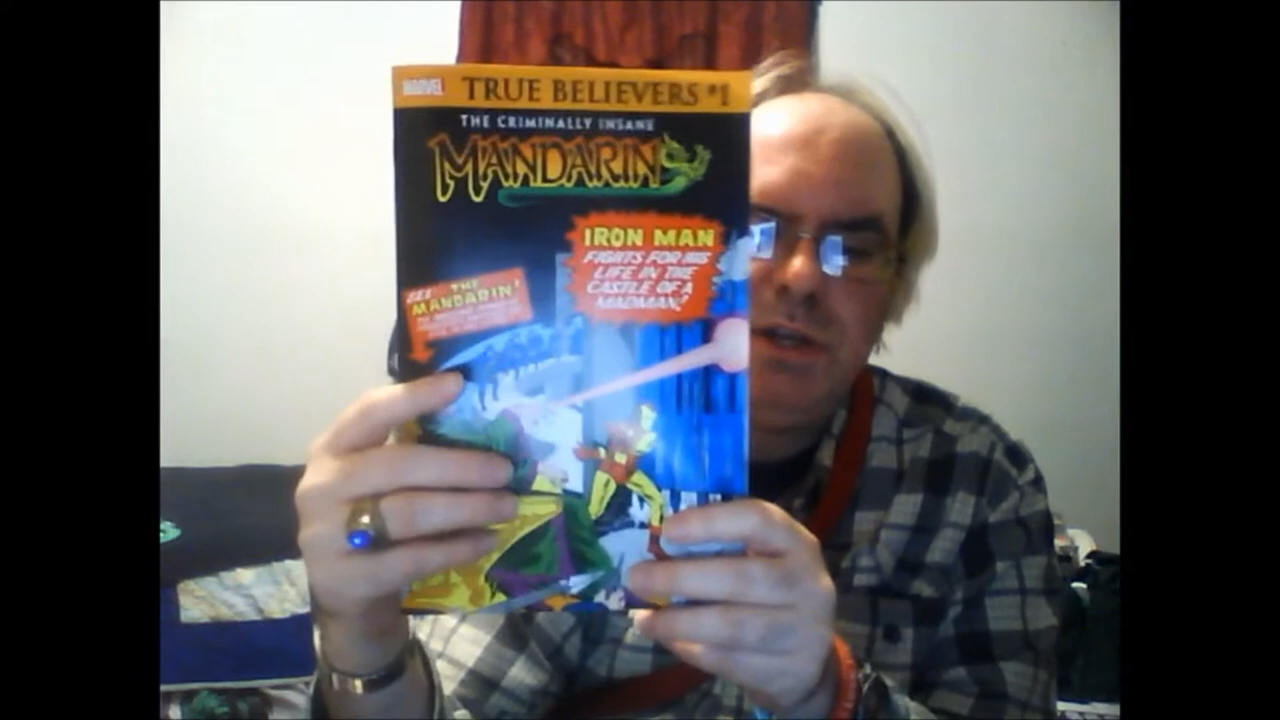 MARVEL
TRUE BELIEVERS #1
THE CRIMINALLY INSANE
MANDARIN
IRON MAN
FIGHTS FOR HIS
LIFE IN THE
CASTLE OF A
MADMAN!
SEE THE
MANDARIN!